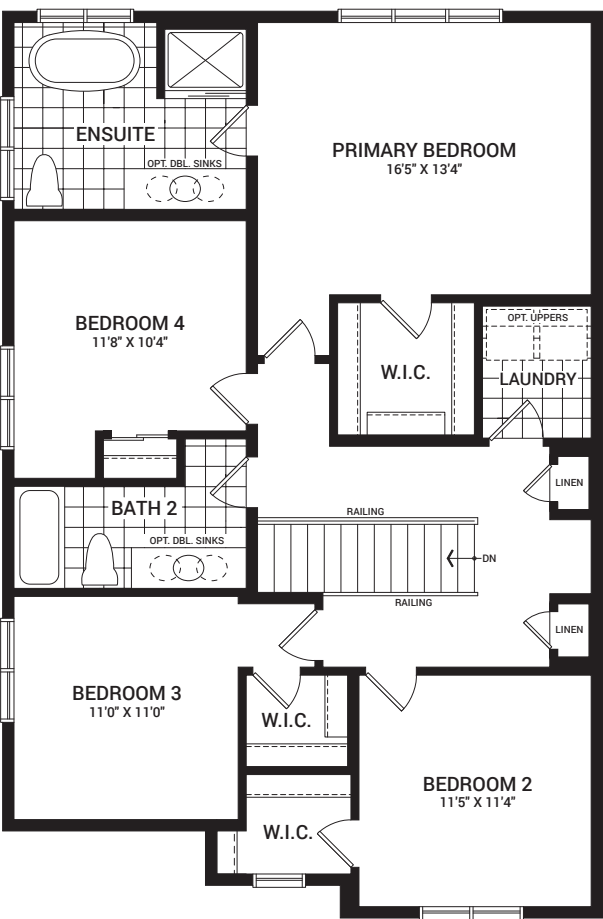 ENSUITE
OPT. DBL. SINKS
PRIMARY BEDROOM
16'5" X 13'4"
BEDROOM 4
11'8" X 10'4"
W.I.C.
OPT. UPPERS
LAUNDRY
LINEN
BATH 2
OPT. DBL. SINKS
RAILING
DN
RAILING
LINEN
BEDROOM 3
11'0" X 11'0"
W.I.C.
BEDROOM 2
11'5" X 11'4"
W.I.C.